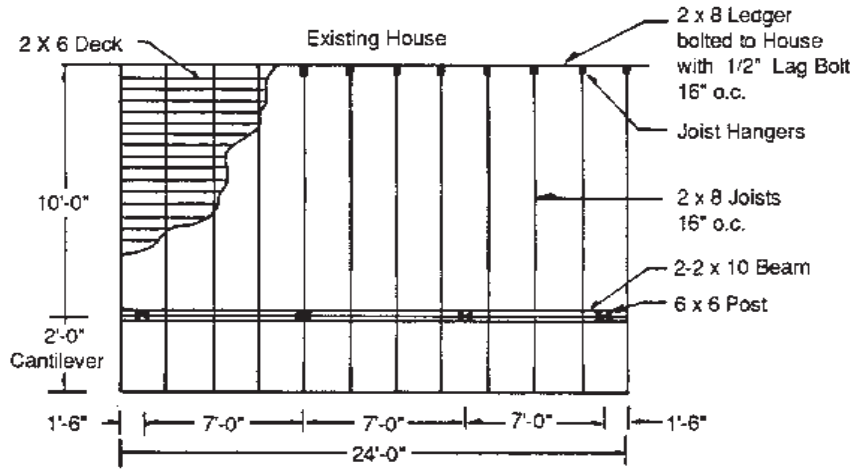 2 X 6 Deck
Existing House
2 x 8 Ledger
bolted to House
with 1/2" Lag Bolt
16" o.c.
Joist Hangers
10'-0"
2 x 8 Joists
16" o.c.
2-2 x 10 Beam
6 x 6 Post
2'-0"
Cantilever
1'-6"
7'-0"
7'-0"
7'-0"
1'-6"
24'-0"